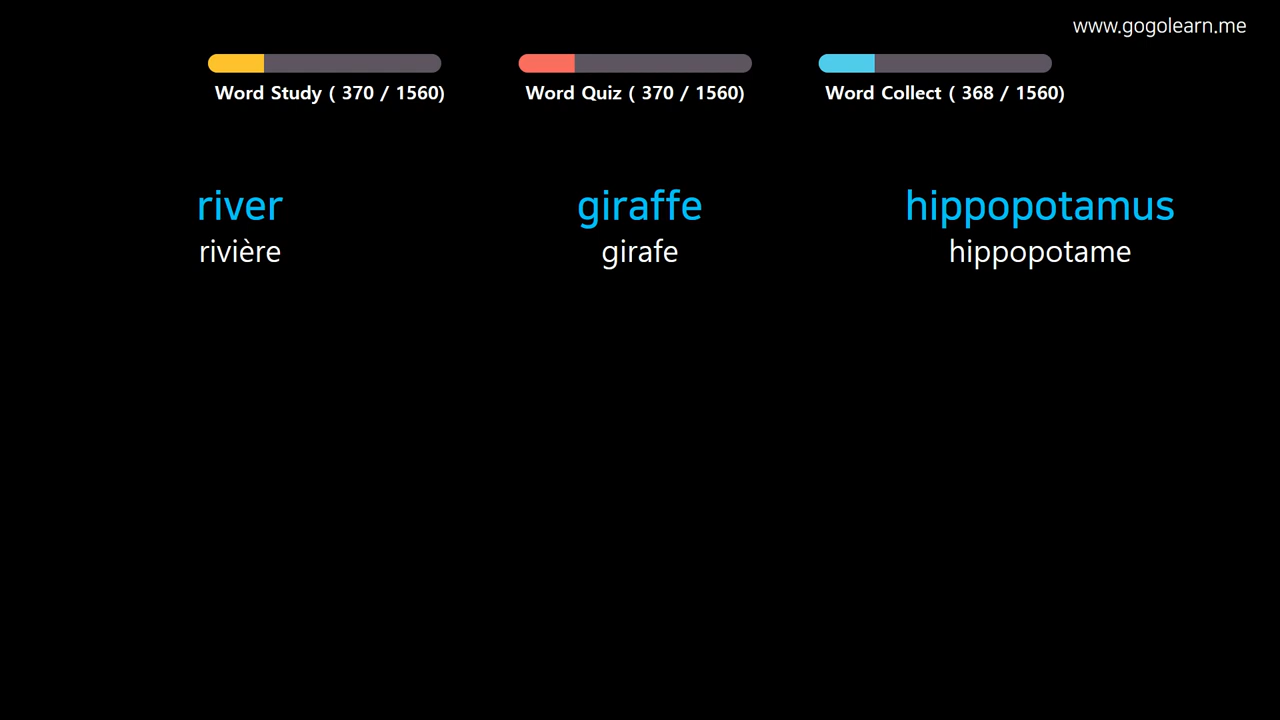 www.gogolearn.me
Word Study ( 370 / 1560)
Word Quiz ( 370 / 1560)
Word Collect ( 368 / 1560)
river
rivière
giraffe
girafe
hippopotamus
hippopotame